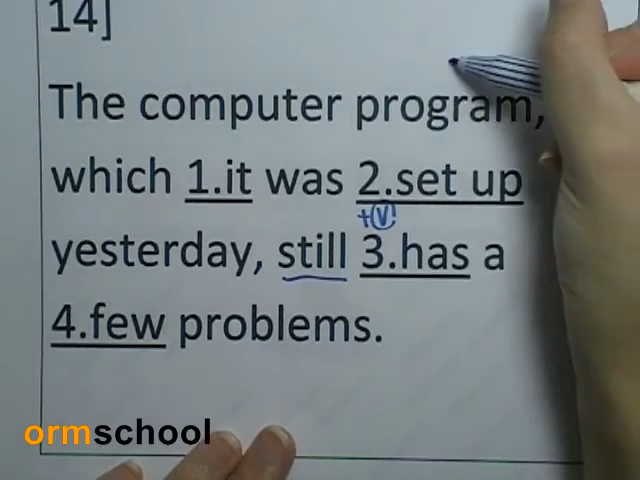 14]
The computer program,
which 1.it was 2.set up
+V!
yesterday, still 3.has a
4.few problems.
ormschool